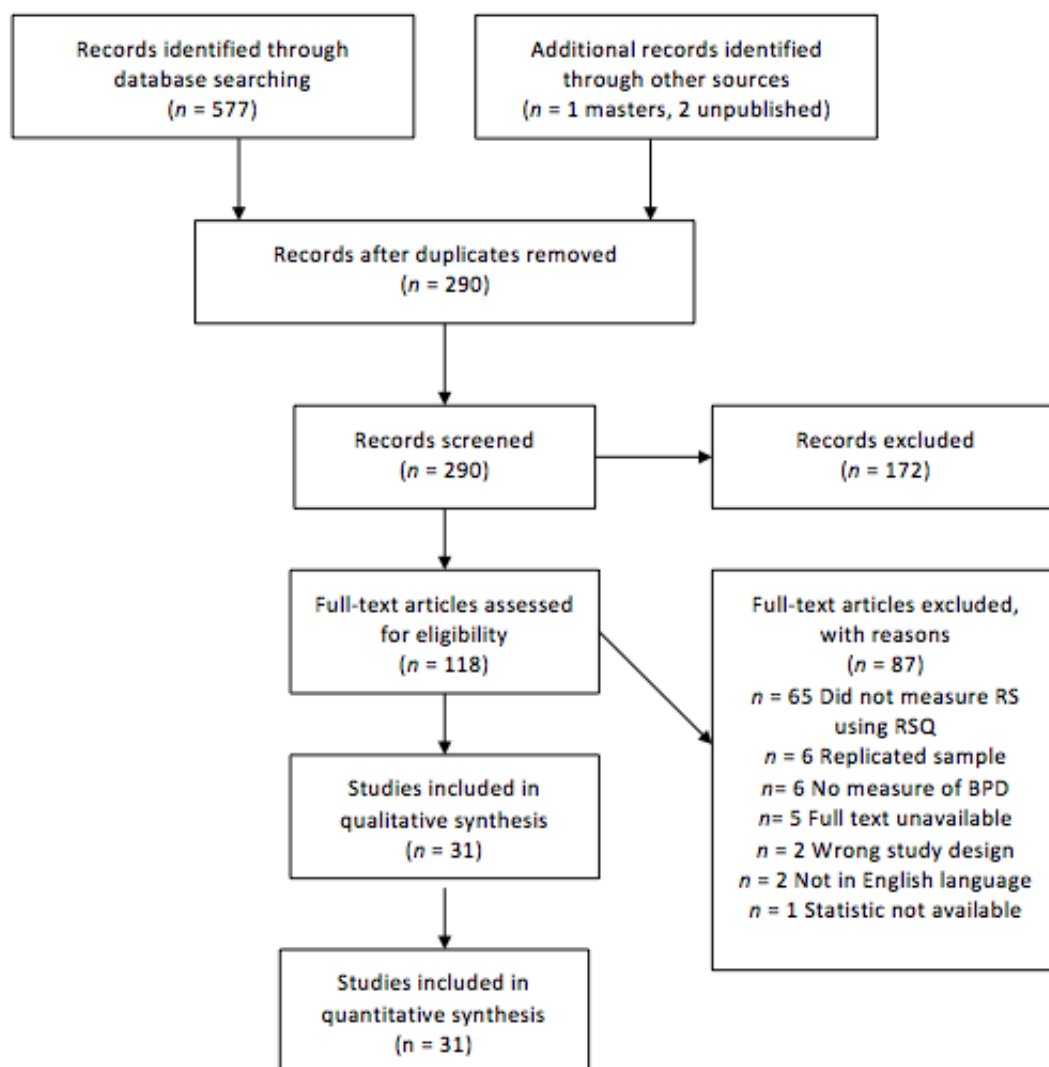 Records identified through
database searching
(n = 577)
Additional records identified
through other sources
(n = 1 masters, 2 unpublished)
Records after duplicates removed
(n = 290)
Records screened
(n = 290)
Records excluded
(n = 172)
Full-text articles assessed
for eligibility
(n = 118)
Full-text articles excluded,
with reasons
(n = 87)
n = 65 Did not measure RS
using RSQ
n = 6 Replicated sample
n= 6 No measure of BPD
n= 5 Full text unavailable
n = 2 Wrong study design
n = 2 Not in English language
n = 1 Statistic not available
Studies included in
qualitative synthesis
(n = 31)
Studies included in
quantitative synthesis
(n = 31)